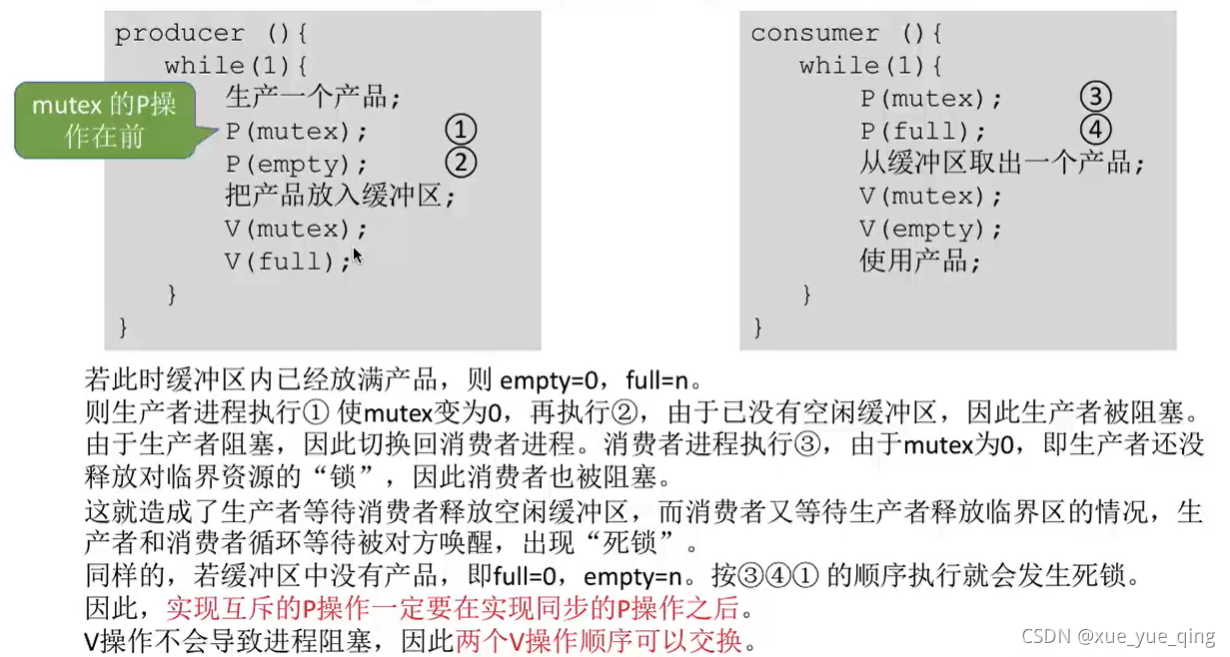 producer (){
while(1){
生产一个产品;
mutex 的P操
作在前
P(mutex); ①
P(empty); ②
把产品放入缓冲区;
V(mutex);
V(full);
}
}
consumer (){
while(1){
P(mutex); ③
P(full); ④
从缓冲区取出一个产品;
V(mutex);
V(empty);
使用产品;
}
}
若此时缓冲区内已经放满产品，则 empty=0，full=n。
则生产者进程执行① 使mutex变为0，再执行②，由于已没有空闲缓冲区，因此生产者被阻塞。
由于生产者阻塞，因此切换回消费者进程。消费者进程执行③，由于mutex为0，即生产者还没
释放对临界资源的“锁”，因此消费者也被阻塞。
这就造成了生产者等待消费者释放空闲缓冲区，而消费者又等待生产者释放临界区的情况，生
产者和消费者循环等待被对方唤醒，出现“死锁”。
同样的，若缓冲区中没有产品，即full=0，empty=n。按③④① 的顺序执行就会发生死锁。
因此，实现互斥的P操作一定要在实现同步的P操作之后。
V操作不会导致进程阻塞，因此两个V操作顺序可以交换。
CSDN @xue_yue_qing